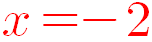 x = −2